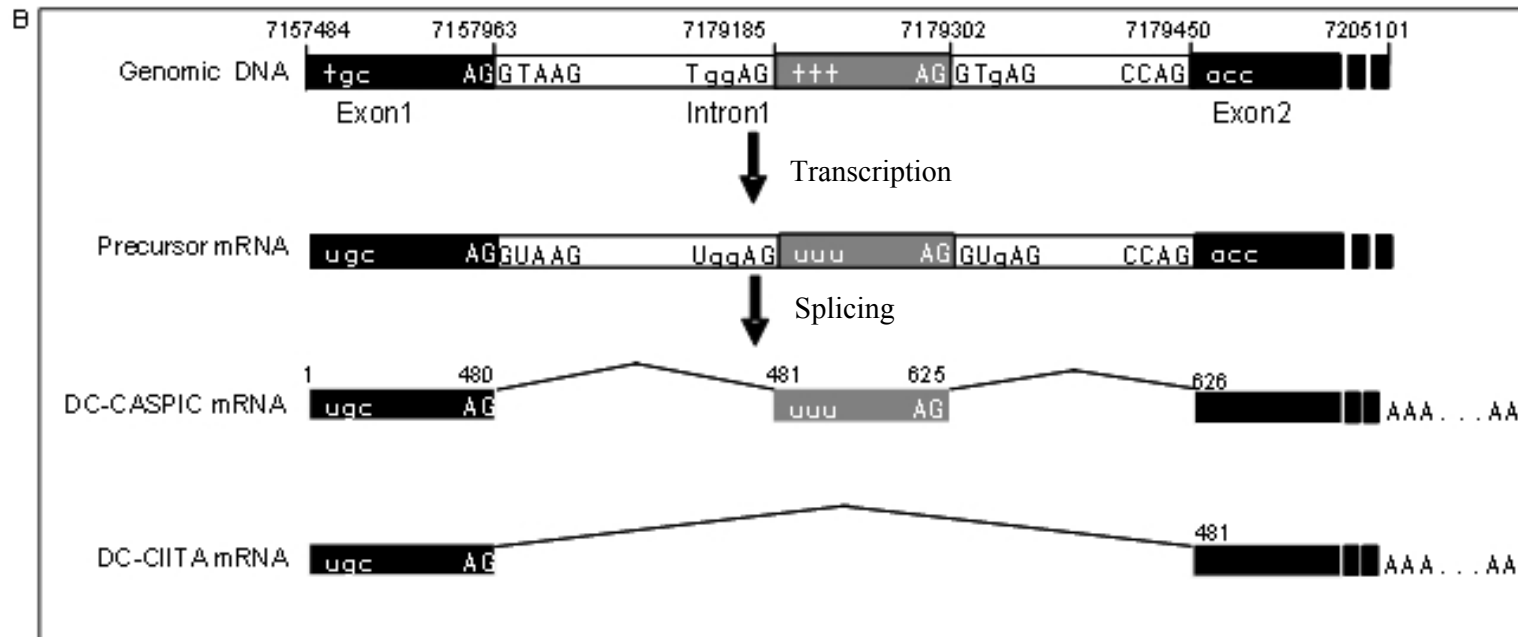 B
7157484 7157963 7179185 7179302 7179450 7205101
Genomic DNA tgc AG GTAAG TggAG ttt AG GTgAG CCAG acc
Exon1 Intron1 Exon2
Transcription
Precursor mRNA ugc AG GUAAG UggAG uuu AG GUgAG CCAG acc
Splicing
1 480 481 625 626
DC-CASPIC mRNA ugc AG uuu AG AAA...AA
481
DC-CIITA mRNA ugc AG AAA...AA